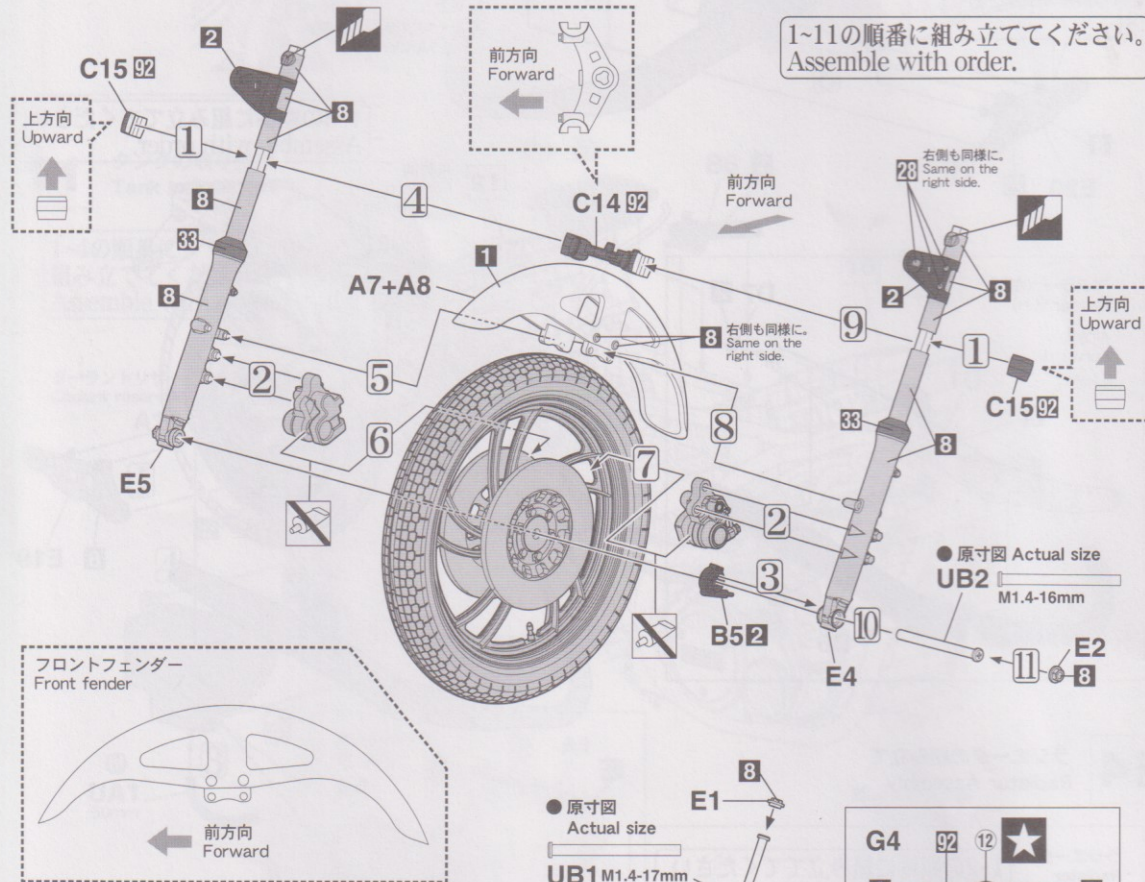 1~11の順番に組み立ててください。
Assemble with order.
2
C15 92
上方向
Upward
1
8
前方向
Forward
4
C14 92
前方向
Forward
28
右側も同様に。
Same on the
right side.
8
33
8
A7+A8
1
2
8
9
上方向
Upward
1
C15 92
5
8
右側も同様に。
Same on the
right side.
2
6
8
33
8
7
E5
2
3
B5 2
●原寸図 Actual size
UB2
M1.4-16mm
10
E4
11
E2
8
フロントフェンダー
Front fender
前方向
Forward
●原寸図
Actual size
UB1 M1.4-17mm
8
E1
G4 92 12